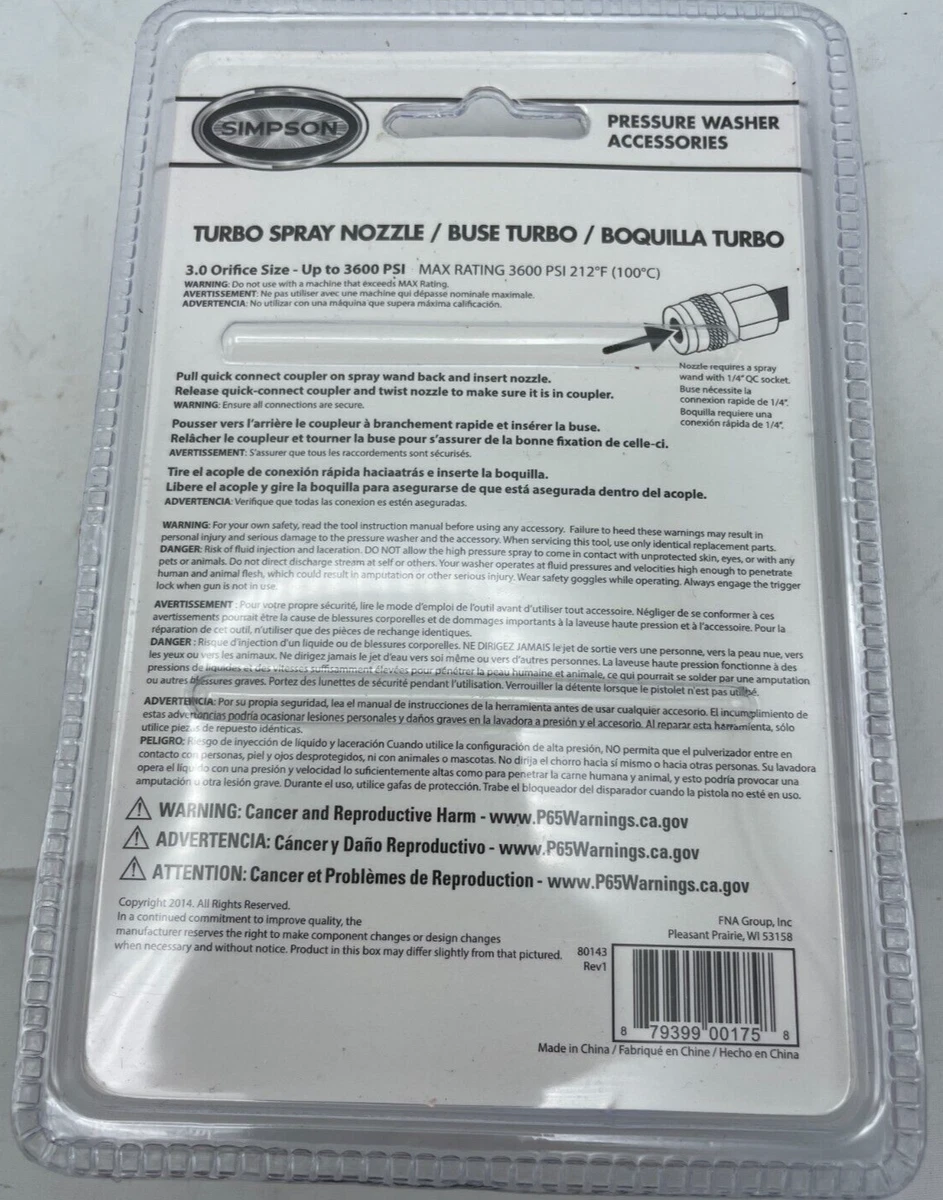 SIMPSON
PRESSURE WASHER
ACCESSORIES
TURBO SPRAY NOZZLE / BUSE TURBO / BOQUILLA TURBO
3.0 Orifice Size - Up to 3600 PSI MAX RATING 3600 PSI 212°F (100°C)
WARNING: Do not use with a machine that exceeds MAX Rating.
AVERTISSEMENT: Ne pas utiliser avec une machine qui dépasse nominale maximale.
ADVERTENCIA: No utilizar con una máquina que supera máxima calificación.
Nozzle requires a spray
wand with 1/4" QC socket.
Buse nécessite la
connexion rapide de 1/4".
Boquilla requiere una
conexión rápida de 1/4".
Pull quick connect coupler on spray wand back and insert nozzle.
Release quick-connect coupler and twist nozzle to make sure it is in coupler.
WARNING: Ensure all connections are secure.
Pousser vers l'arrière le coupleur à branchement rapide et insérer la buse.
Relâcher le coupleur et tourner la buse pour s'assurer de la bonne fixation de celle-ci.
AVERTISSEMENT: S'assurer que tous les raccordements sont sécurisés.
Tire el acople de conexión rápida haciaatrás e inserte la boquilla.
Libere el acople y gire la boquilla para asegurarse de que está asegurada dentro del acople.
ADVERTENCIA: Verifique que todas las conexion es estén aseguradas.
WARNING: For your own safety, read the tool instruction manual before using any accessory. Failure to heed these warnings may result in
personal injury and serious damage to the pressure washer and the accessory. When servicing this tool, use only identical replacement parts.
DANGER: Risk of fluid injection and laceration. DO NOT allow the high pressure spray to come in contact with unprotected skin, eyes, or with any
pets or animals. Do not direct discharge stream at self or others. Your washer operates at fluid pressures and velocities high enough to penetrate
human and animal flesh, which could result in amputation or other serious injury. Wear safety goggles while operating. Always engage the trigger
lock when gun is not in use.
AVERTISSEMENT : Pour votre propre sécurité, lire le mode d'emploi de l'outil avant d'utiliser tout accessoire. Négliger de se conformer à ces
avertissements pourrait être la cause de blessures corporelles et de dommages importants à la laveuse haute pression et à l'accessoire. Pour la
réparation de cet outil, n'utiliser que des pièces de rechange identiques.
DANGER : Risque d'injection d'un liquide ou de blessures corporelles. NE DIRIGEZ JAMAIS le jet de sortie vers une personne, vers la peau nue, vers
les yeux ou vers les animaux. Ne dirigez jamais le jet d'eau vers soi même ou vers d'autres personnes. La laveuse haute pression fonctionne à des
pressions de liquides et des vitesses suffisamment élevées pour pénétrer la peau humaine et animale, ce qui pourrait se solder par une amputation
ou autres blessures graves. Portez des lunettes de sécurité pendant l'utilisation. Verrouiller la détente lorsque le pistolet n'est pas utilisé.
ADVERTENCIA: Por su propia seguridad, lea el manual de instrucciones de la herramienta antes de usar cualquier accesorio. El incumplimiento de
estas advertencias podría ocasionar lesiones personales y daños graves en la lavadora a presión y el accesorio. Al reparar esta herramienta, sólo
utilice piezas de repuesto idénticas.
PELIGRO: Riesgo de inyección de líquido y laceración Cuando utilice la configuración de alta presión, NO permita que el pulverizador entre en
contacto con personas, piel y ojos desprotegidos, ni con animales o mascotas. No dirija el chorro hacia sí mismo o hacia otras personas. Su lavadora
opera el líquido con una presión y velocidad lo suficientemente altas como para penetrar la carne humana y animal, y esto podría provocar una
amputación u otra lesión grave. Durante el uso, utilice gafas de protección. Trabe el bloqueador del disparador cuando la pistola no esté en uso.
⚠ WARNING: Cancer and Reproductive Harm - www.P65Warnings.ca.gov
⚠ ADVERTENCIA: Cáncer y Daño Reproductivo - www.P65Warnings.ca.gov
⚠ ATTENTION: Cancer et Problèmes de Reproduction - www.P65Warnings.ca.gov
Copyright 2014. All Rights Reserved.
In a continued commitment to improve quality, the
manufacturer reserves the right to make component changes or design changes
when necessary and without notice. Product in this box may differ slightly from that pictured.
FNA Group, Inc
Pleasant Prairie, WI 53158
80143
Rev1
8 79399 00175 8
Made in China / Fabriqué en Chine / Hecho en China